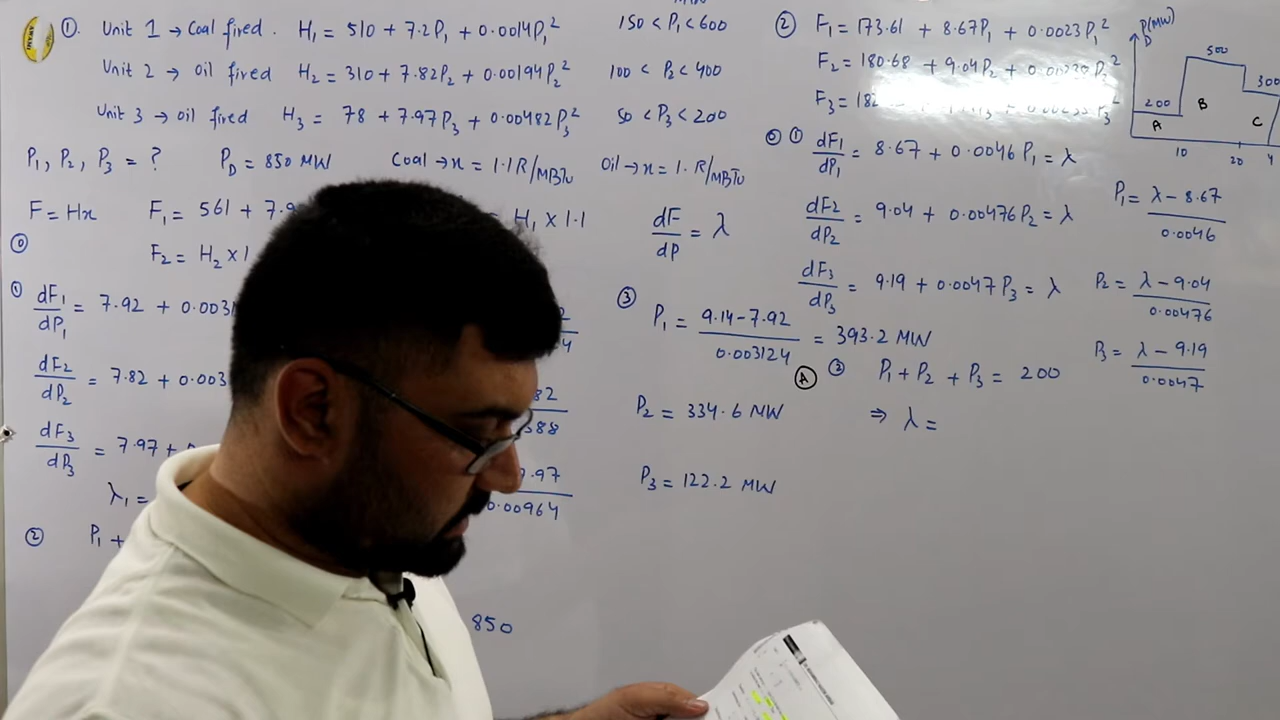 ①. Unit 1 → Coal fired. H₁ = 510 + 7.2P₁ + 0.0014P₁² 150 < P₁ < 600
Unit 2 → oil fired H₂ = 310 + 7.82P₂ + 0.00194P₂² 100 < P₂ < 400
Unit 3 → oil fired H₃ = 78 + 7.97P₃ + 0.00482P₃² 50 < P₃ < 200
P₁, P₂, P₃ = ? P_D = 850 MW Coal → x = 1.1R/MBTu Oil → x = 1. R/MBTu
F = Hx F₁ = 561 + 7.9 = H₁ x 1.1
F₂ = H₂ x 1
dF/dP = λ
①
dF₁/dP₁ = 7.92 + 0.0031
dF₂/dP₂ = 7.82 + 0.003
dF₃/dP₃ = 7.97 +
λ₁ =
② P₁ +
850
③ P₁ = 9.14 - 7.92 / 0.003124 = 393.2 MW
P₂ = 334.6 MW
P₃ = 122.2 MW
② F₁ = 173.61 + 8.67P₁ + 0.0023P₁²
F₂ = 180.68 + 9.04P₂ +
F₃ =
① dF₁/dP₁ = 8.67 + 0.0046 P₁ = λ
dF₂/dP₂ = 9.04 + 0.00476P₂ = λ
dF₃/dP₃ = 9.19 + 0.0047P₃ = λ
Ⓐ P₁ + P₂ + P₃ = 200
⇒ λ =
P(MW)
D
500
300
200
A B C
10 20
P₁ = λ - 8.67 / 0.0046
P₂ = λ - 9.04 / 0.00476
P₃ = λ - 9.19 / 0.0047